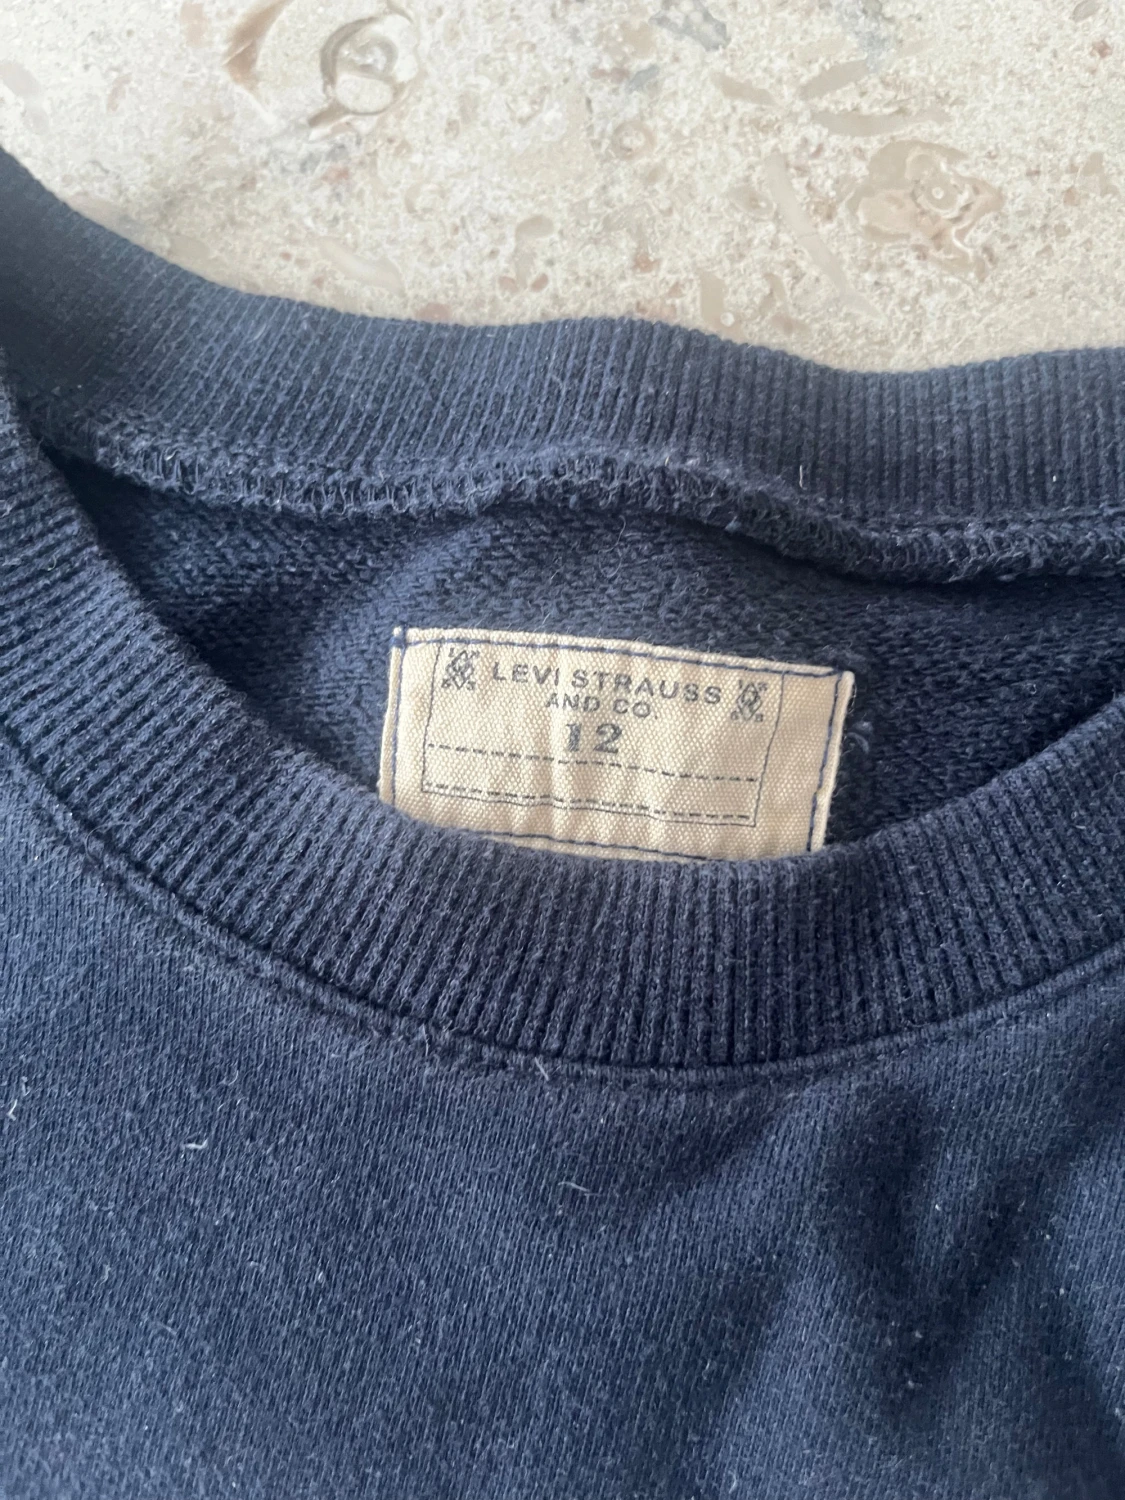 LEVI STRAUSS
AND CO.
12